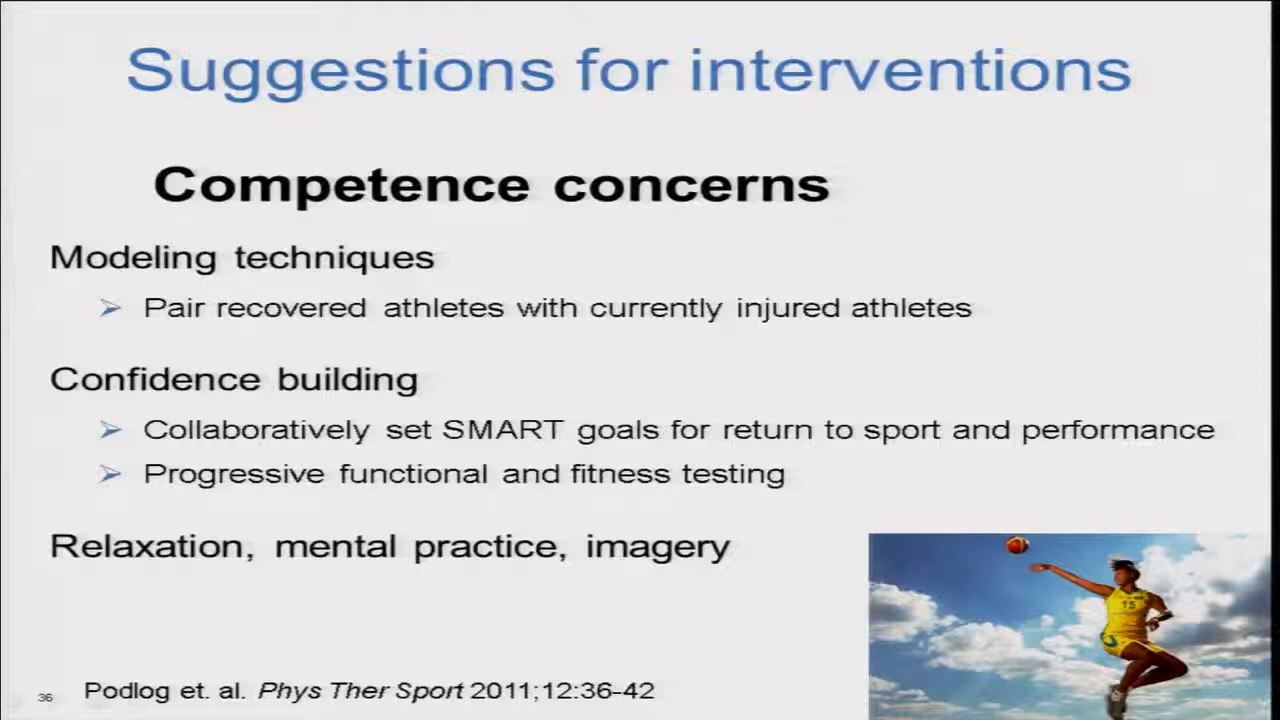 Suggestions for interventions
Competence concerns
Modeling techniques
Pair recovered athletes with currently injured athletes
Confidence building
Collaboratively set SMART goals for return to sport and performance
Progressive functional and fitness testing
Relaxation, mental practice, imagery
15
36
Podlog et. al. Phys Ther Sport 2011;12:36-42